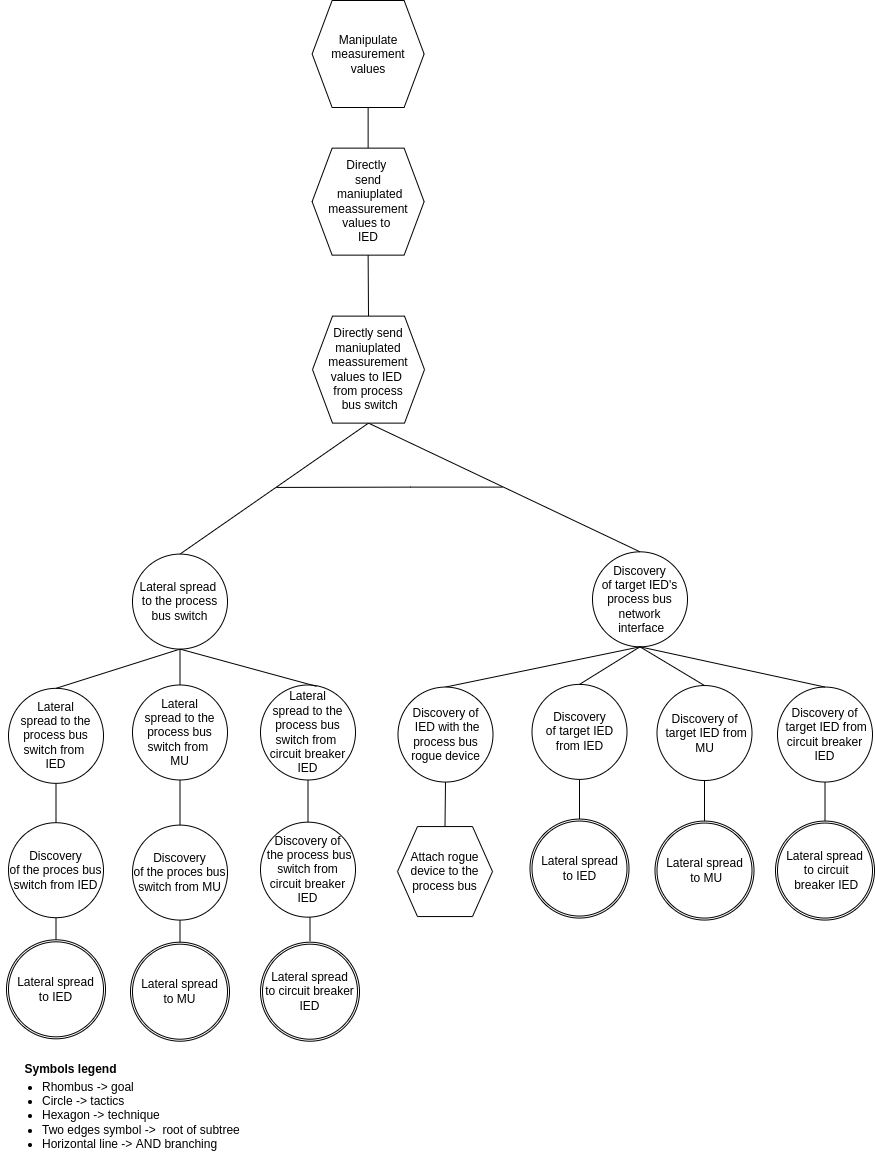 Manipulate
measurement
values
Directly
send
maniuplated
meassurement
values to
IED
Directly send
maniuplated
meassurement
values to IED
from process
bus switch
Lateral spread
to the process
bus switch
Discovery
of target IED's
process bus
network
interface
Lateral
spread to the
process bus
switch from
IED
Lateral
spread to the
process bus
switch from
MU
Lateral
spread to the
process bus
switch from
circuit breaker
IED
Discovery of
IED with the
process bus
rogue device
Discovery
of target IED
from IED
Discovery of
target IED from
MU
Discovery of
target IED from
circuit breaker
IED
Discovery
of the proces bus
switch from IED
Discovery
of the proces bus
switch from MU
Discovery of
the process bus
switch from
circuit breaker
IED
Attach rogue
device to the
process bus
Lateral spread
to IED
Lateral spread
to MU
Lateral spread
to circuit
breaker IED
Lateral spread
to IED
Lateral spread
to MU
Lateral spread
to circuit breaker
IED
Symbols legend
• Rhombus -> goal
• Circle -> tactics
• Hexagon -> technique
• Two edges symbol -> root of subtree
• Horizontal line -> AND branching